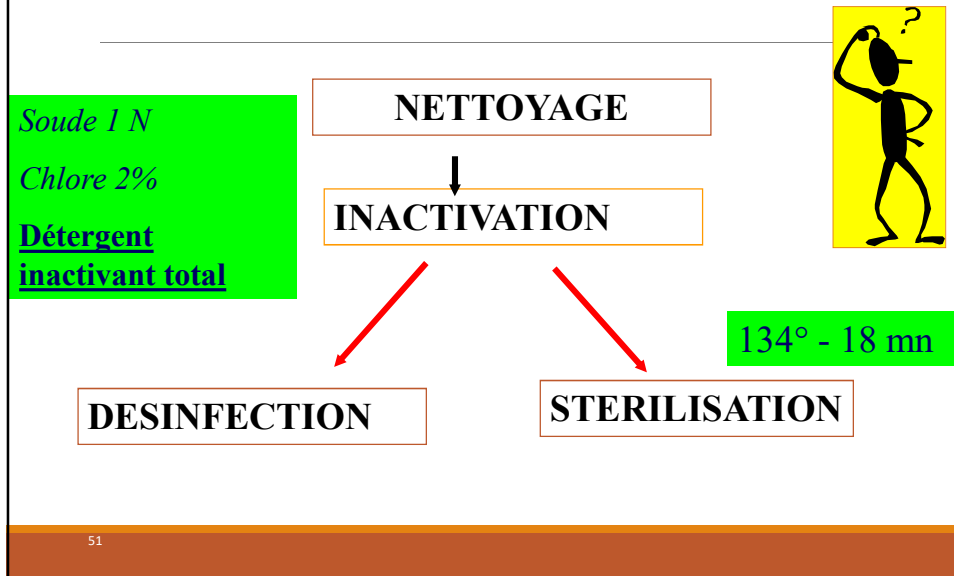 ?
NETTOYAGE
Soude 1 N
Chlore 2%
Détergent
inactivant total
INACTIVATION
134° - 18 mn
DESINFECTION
STERILISATION
51